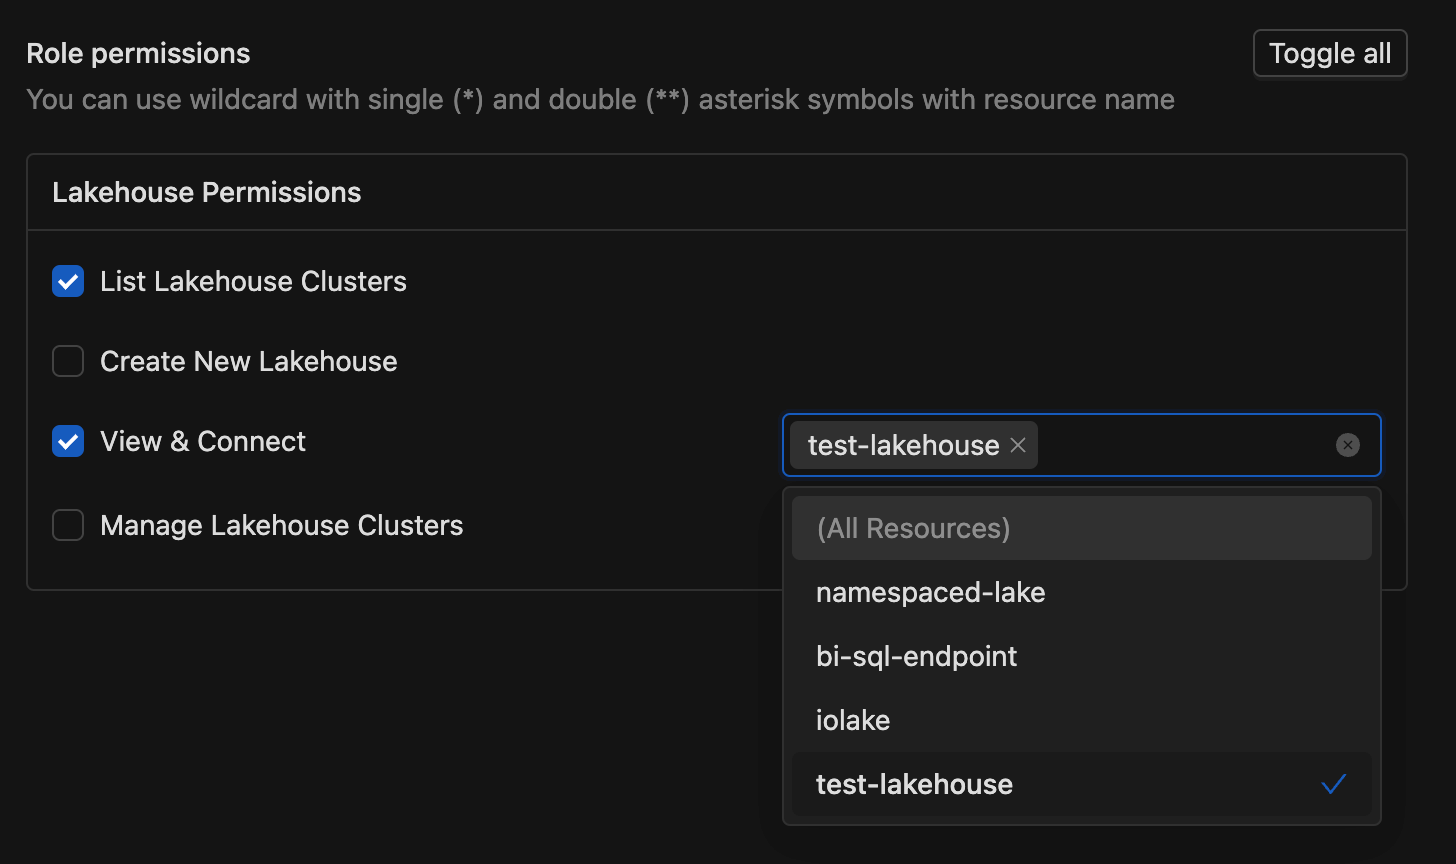 Role permissions
Toggle all
You can use wildcard with single (*) and double (**) asterisk symbols with resource name
Lakehouse Permissions
List Lakehouse Clusters
Create New Lakehouse
View & Connect
test-lakehouse
Manage Lakehouse Clusters
(All Resources)
namespaced-lake
bi-sql-endpoint
iolake
test-lakehouse